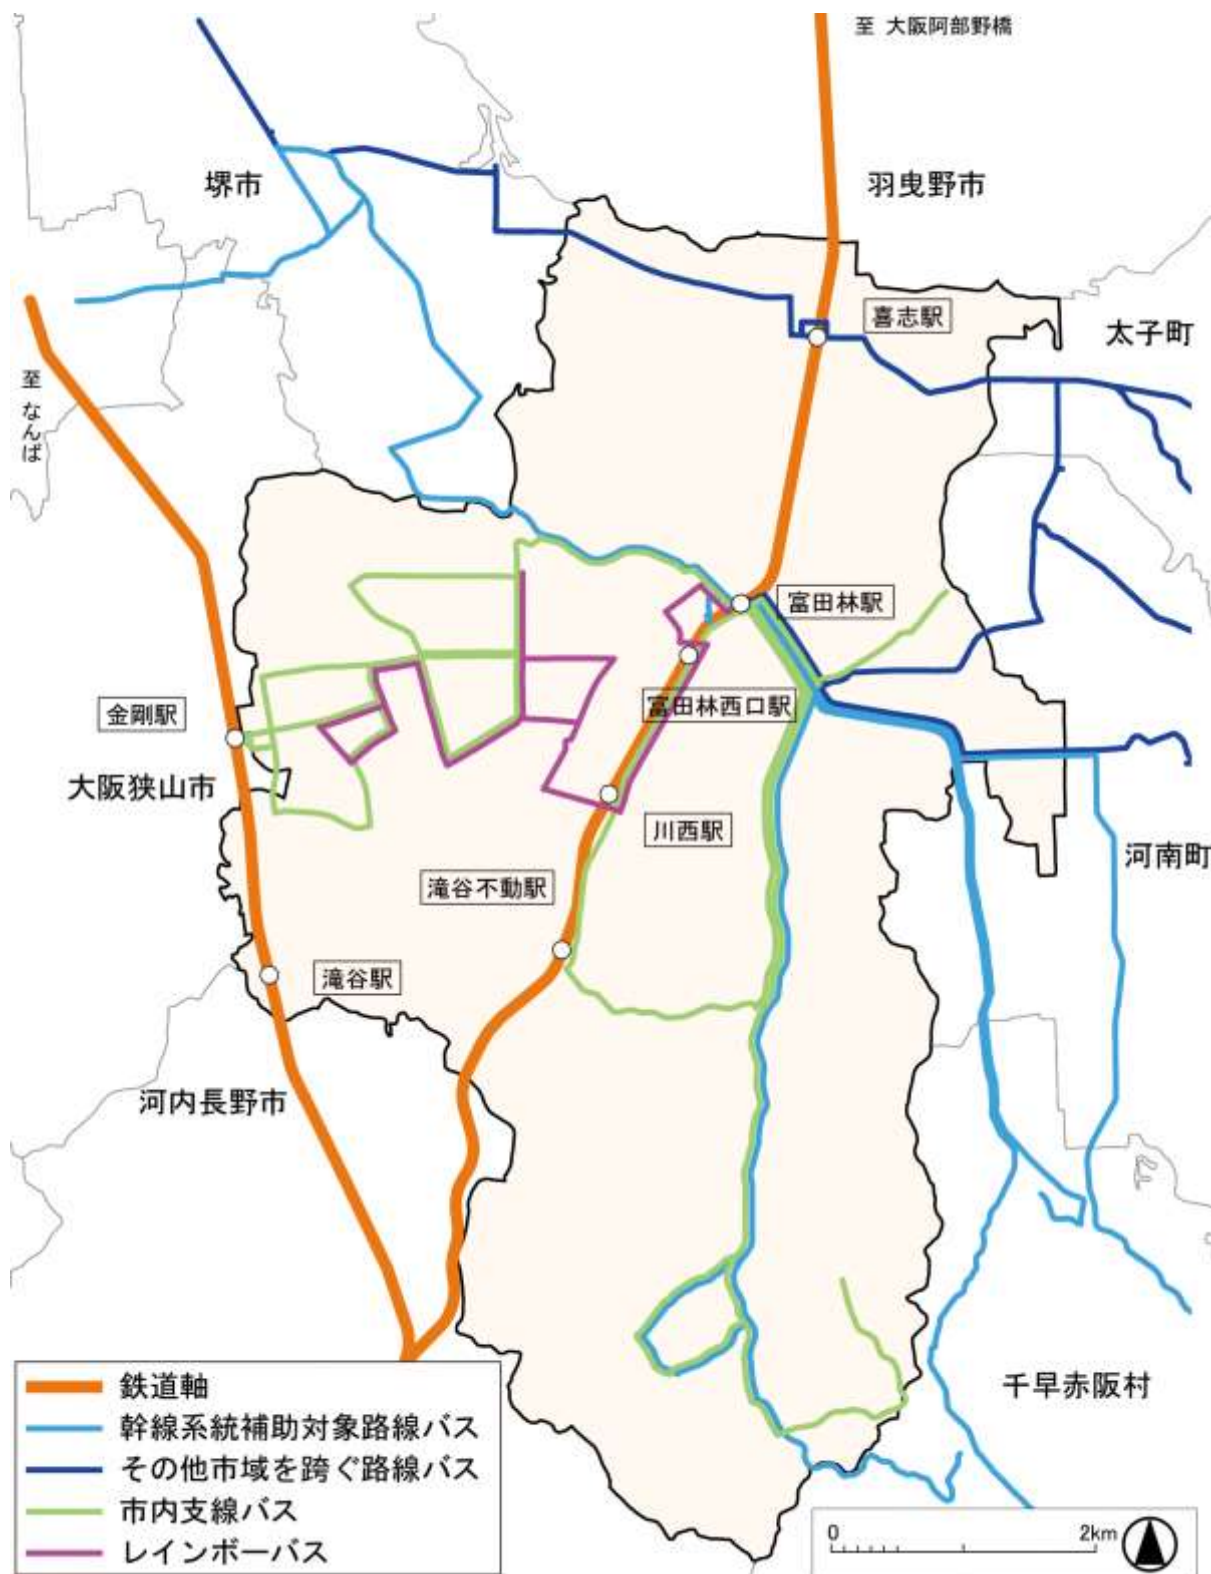 至 大阪阿部野橋
堺市
羽曳野市
喜志駅
太子町
至 なんば
富田林駅
富田林西口駅
金剛駅
大阪狭山市
川西駅
河南町
滝谷不動駅
滝谷駅
河内長野市
千早赤阪村
鉄道軸
幹線系統補助対象路線バス
その他市域を跨ぐ路線バス
市内支線バス
レインボーバス
0 2km